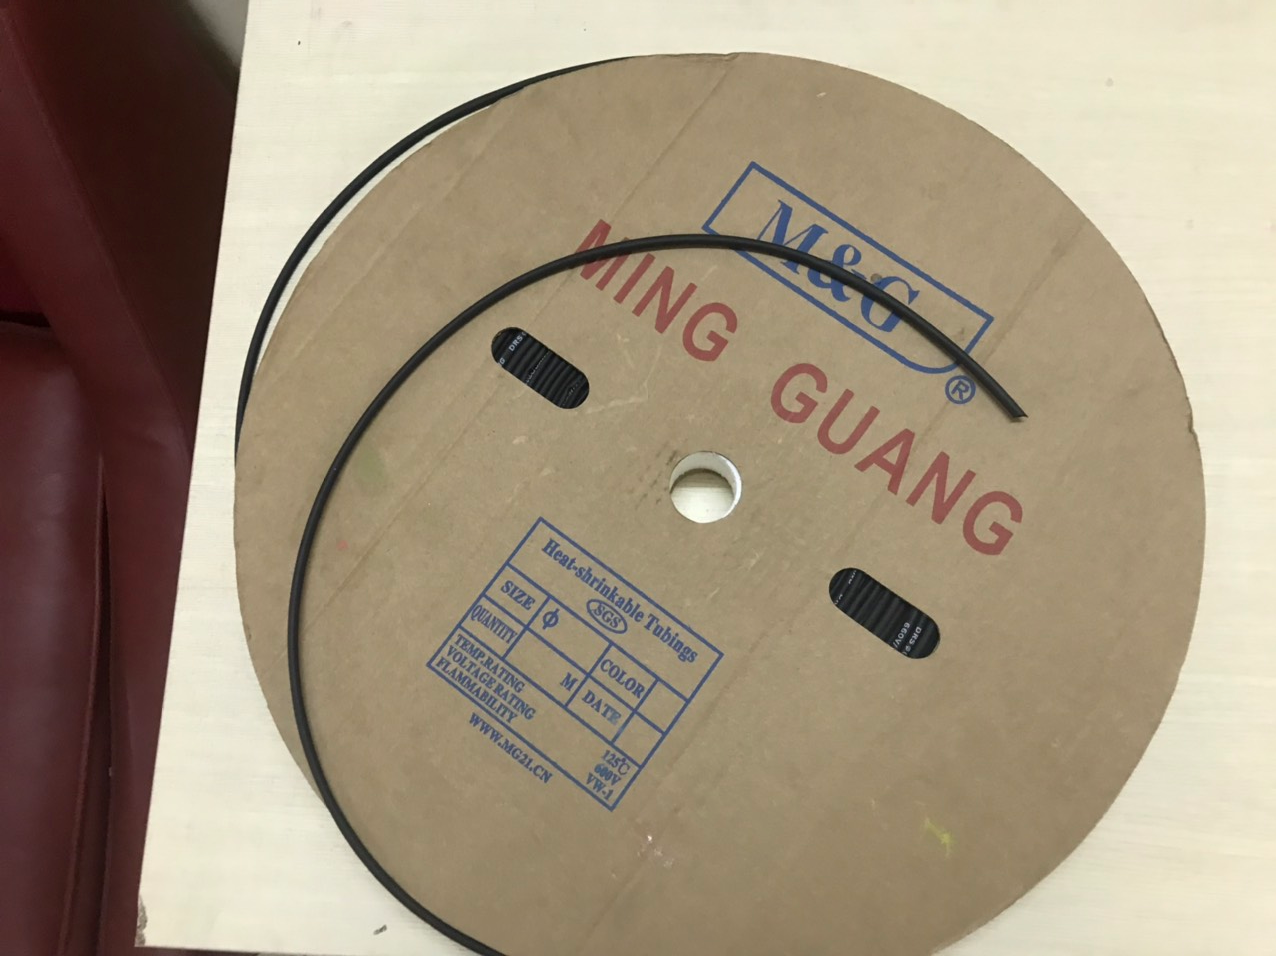 M&G
®
MING GUANG
Heat-shrinkable Tubings
SGS
SIZE ф COLOR
QUANTITY M DATE
TEMP.RATING 125℃
VOLTAGE RATING 600V
FLAMMABILITY VW-1
WWW.MG21.CN